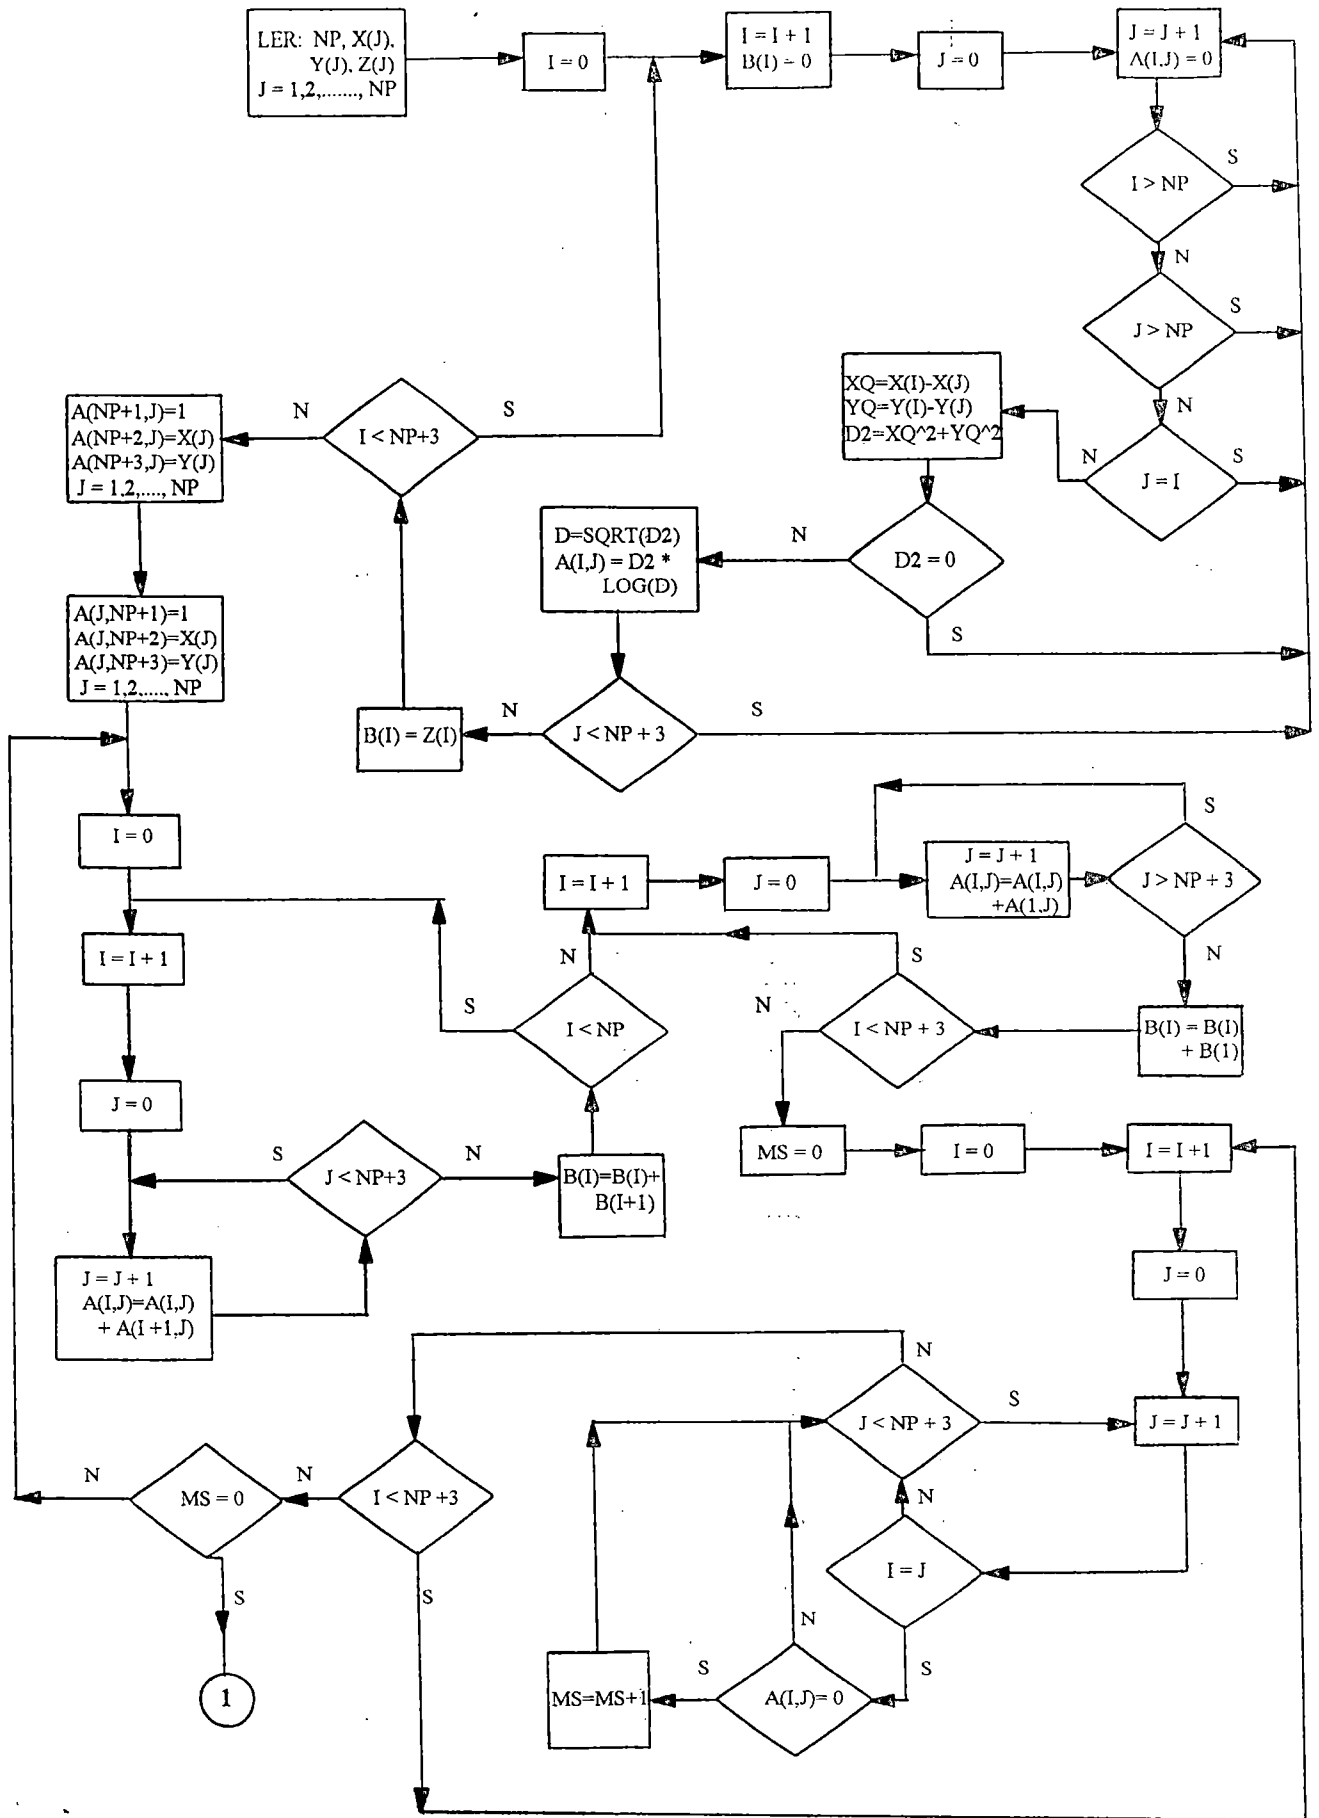 LER: NP, X(J),
Y(J), Z(J)
J = 1,2,......., NP
I = 0
I = I + 1
B(I) = 0
J = 0
J = J + 1
A(I,J) = 0
I > NP
S
N
J > NP
S
N
J = I
S
N
XQ=X(I)-X(J)
YQ=Y(I)-Y(J)
D2=XQ^2+YQ^2
D2 = 0
N
S
D=SQRT(D2)
A(I,J) = D2 *
LOG(D)
J < NP + 3
N
S
B(I) = Z(I)
I < NP+3
N
S
A(NP+1,J)=1
A(NP+2,J)=X(J)
A(NP+3,J)=Y(J)
J = 1,2,...., NP
A(J,NP+1)=1
A(J,NP+2)=X(J)
A(J,NP+3)=Y(J)
J = 1,2,...., NP
I = 0
I = I + 1
J = 0
J = J + 1
A(I,J)=A(I,J)
+ A(I +1,J)
J < NP+3
S
N
B(I)=B(I)+
B(I+1)
I < NP
S
N
I = I + 1
J = 0
J = J + 1
A(I,J)=A(I,J)
+A(1,J)
J > NP + 3
S
N
B(I) = B(I)
+ B(1)
I < NP + 3
S
N
MS = 0
I = 0
I = I +1
J = 0
J = J + 1
I = J
N
S
A(I,J)= 0
N
S
MS=MS+1
J < NP + 3
N
S
I < NP +3
N
S
MS = 0
N
S
1